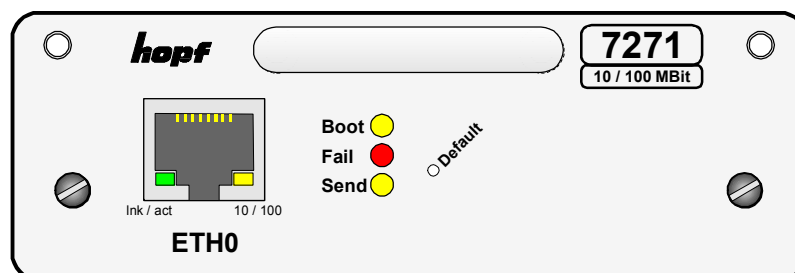 hopf
7271
10 / 100 MBit
Boot
Fail
Send
Default
lnk / act
10 / 100
ETH0